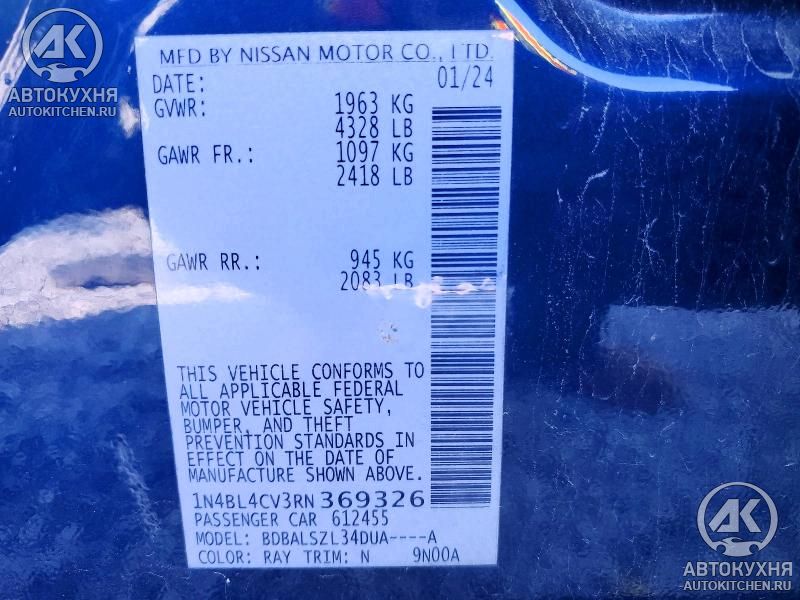 AK
АВТОКУХНЯ
AUTOKITCHEN.RU
MFD BY NISSAN MOTOR CO., LTD.
DATE: 01/24
GVWR: 1963 KG
4328 LB
GAWR FR.: 1097 KG
2418 LB
GAWR RR.: 945 KG
2083 LB
THIS VEHICLE CONFORMS TO
ALL APPLICABLE FEDERAL
MOTOR VEHICLE SAFETY,
BUMPER, AND THEFT
PREVENTION STANDARDS IN
EFFECT ON THE DATE OF
MANUFACTURE SHOWN ABOVE.
1N4BL4CV3RN369326
PASSENGER CAR 612455
MODEL: BDBALSZL34DUA----A
COLOR: RAY TRIM: N 9N00A
AK
АВТОКУХНЯ
AUTOKITCHEN.RU